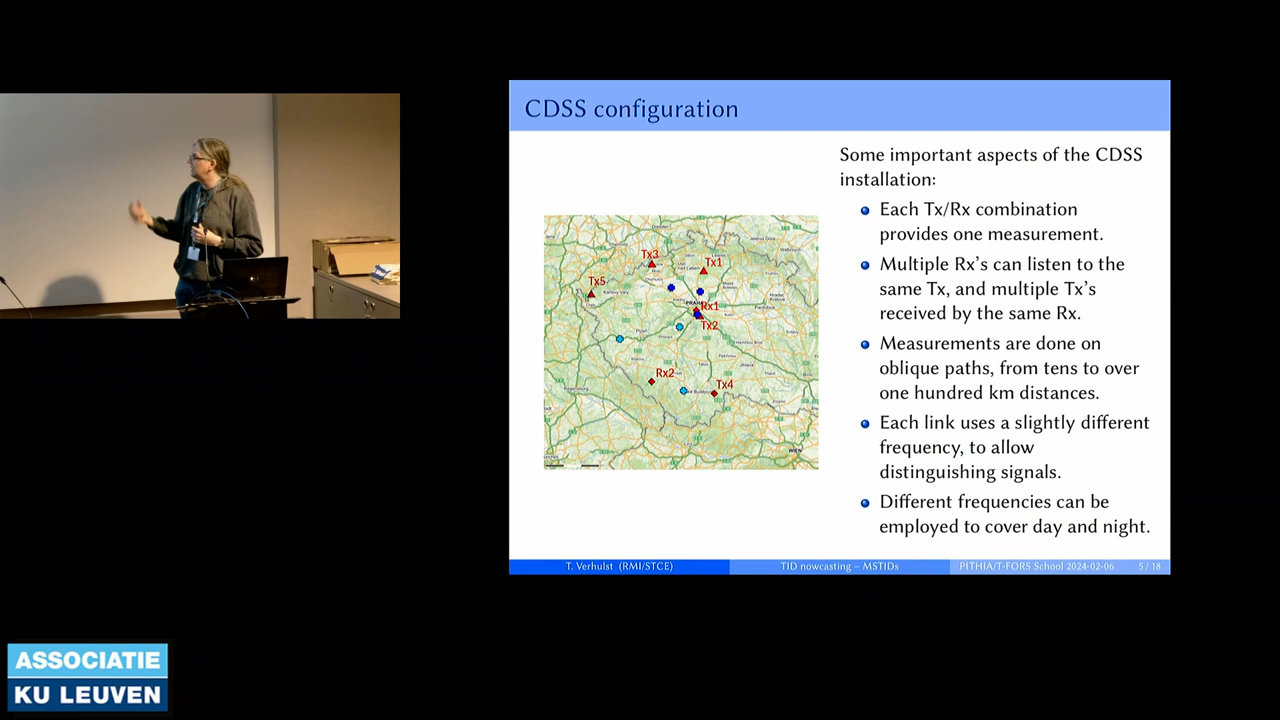 CDSS configuration
Some important aspects of the CDSS
installation:
Each Tx/Rx combination
provides one measurement.
Multiple Rx's can listen to the
same Tx, and multiple Tx's
received by the same Rx.
Measurements are done on
oblique paths, from tens to over
one hundred km distances.
Each link uses a slightly different
frequency, to allow
distinguishing signals.
Different frequencies can be
employed to cover day and night.
Tx3
Tx1
Tx5
PRAHA
Rx1
Tx2
Rx2
Tx4
WIEN
T. Verhulst (RMI/STCE)
TID nowcasting – MSTIDs
PITHIA/T-FORS School 2024-02-06
5 / 18
ASSOCIATIE
KU LEUVEN